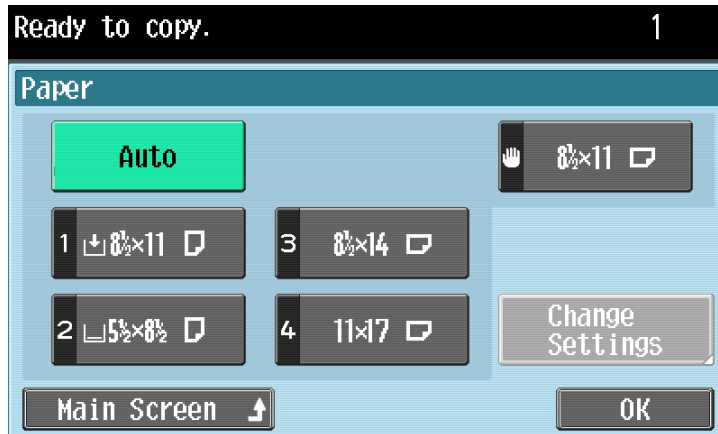 Ready to copy. 1
Paper
Auto
8½×11
1 8½×11
3 8½×14
2 5½×8½
4 11×17
Change
Settings
Main Screen
OK